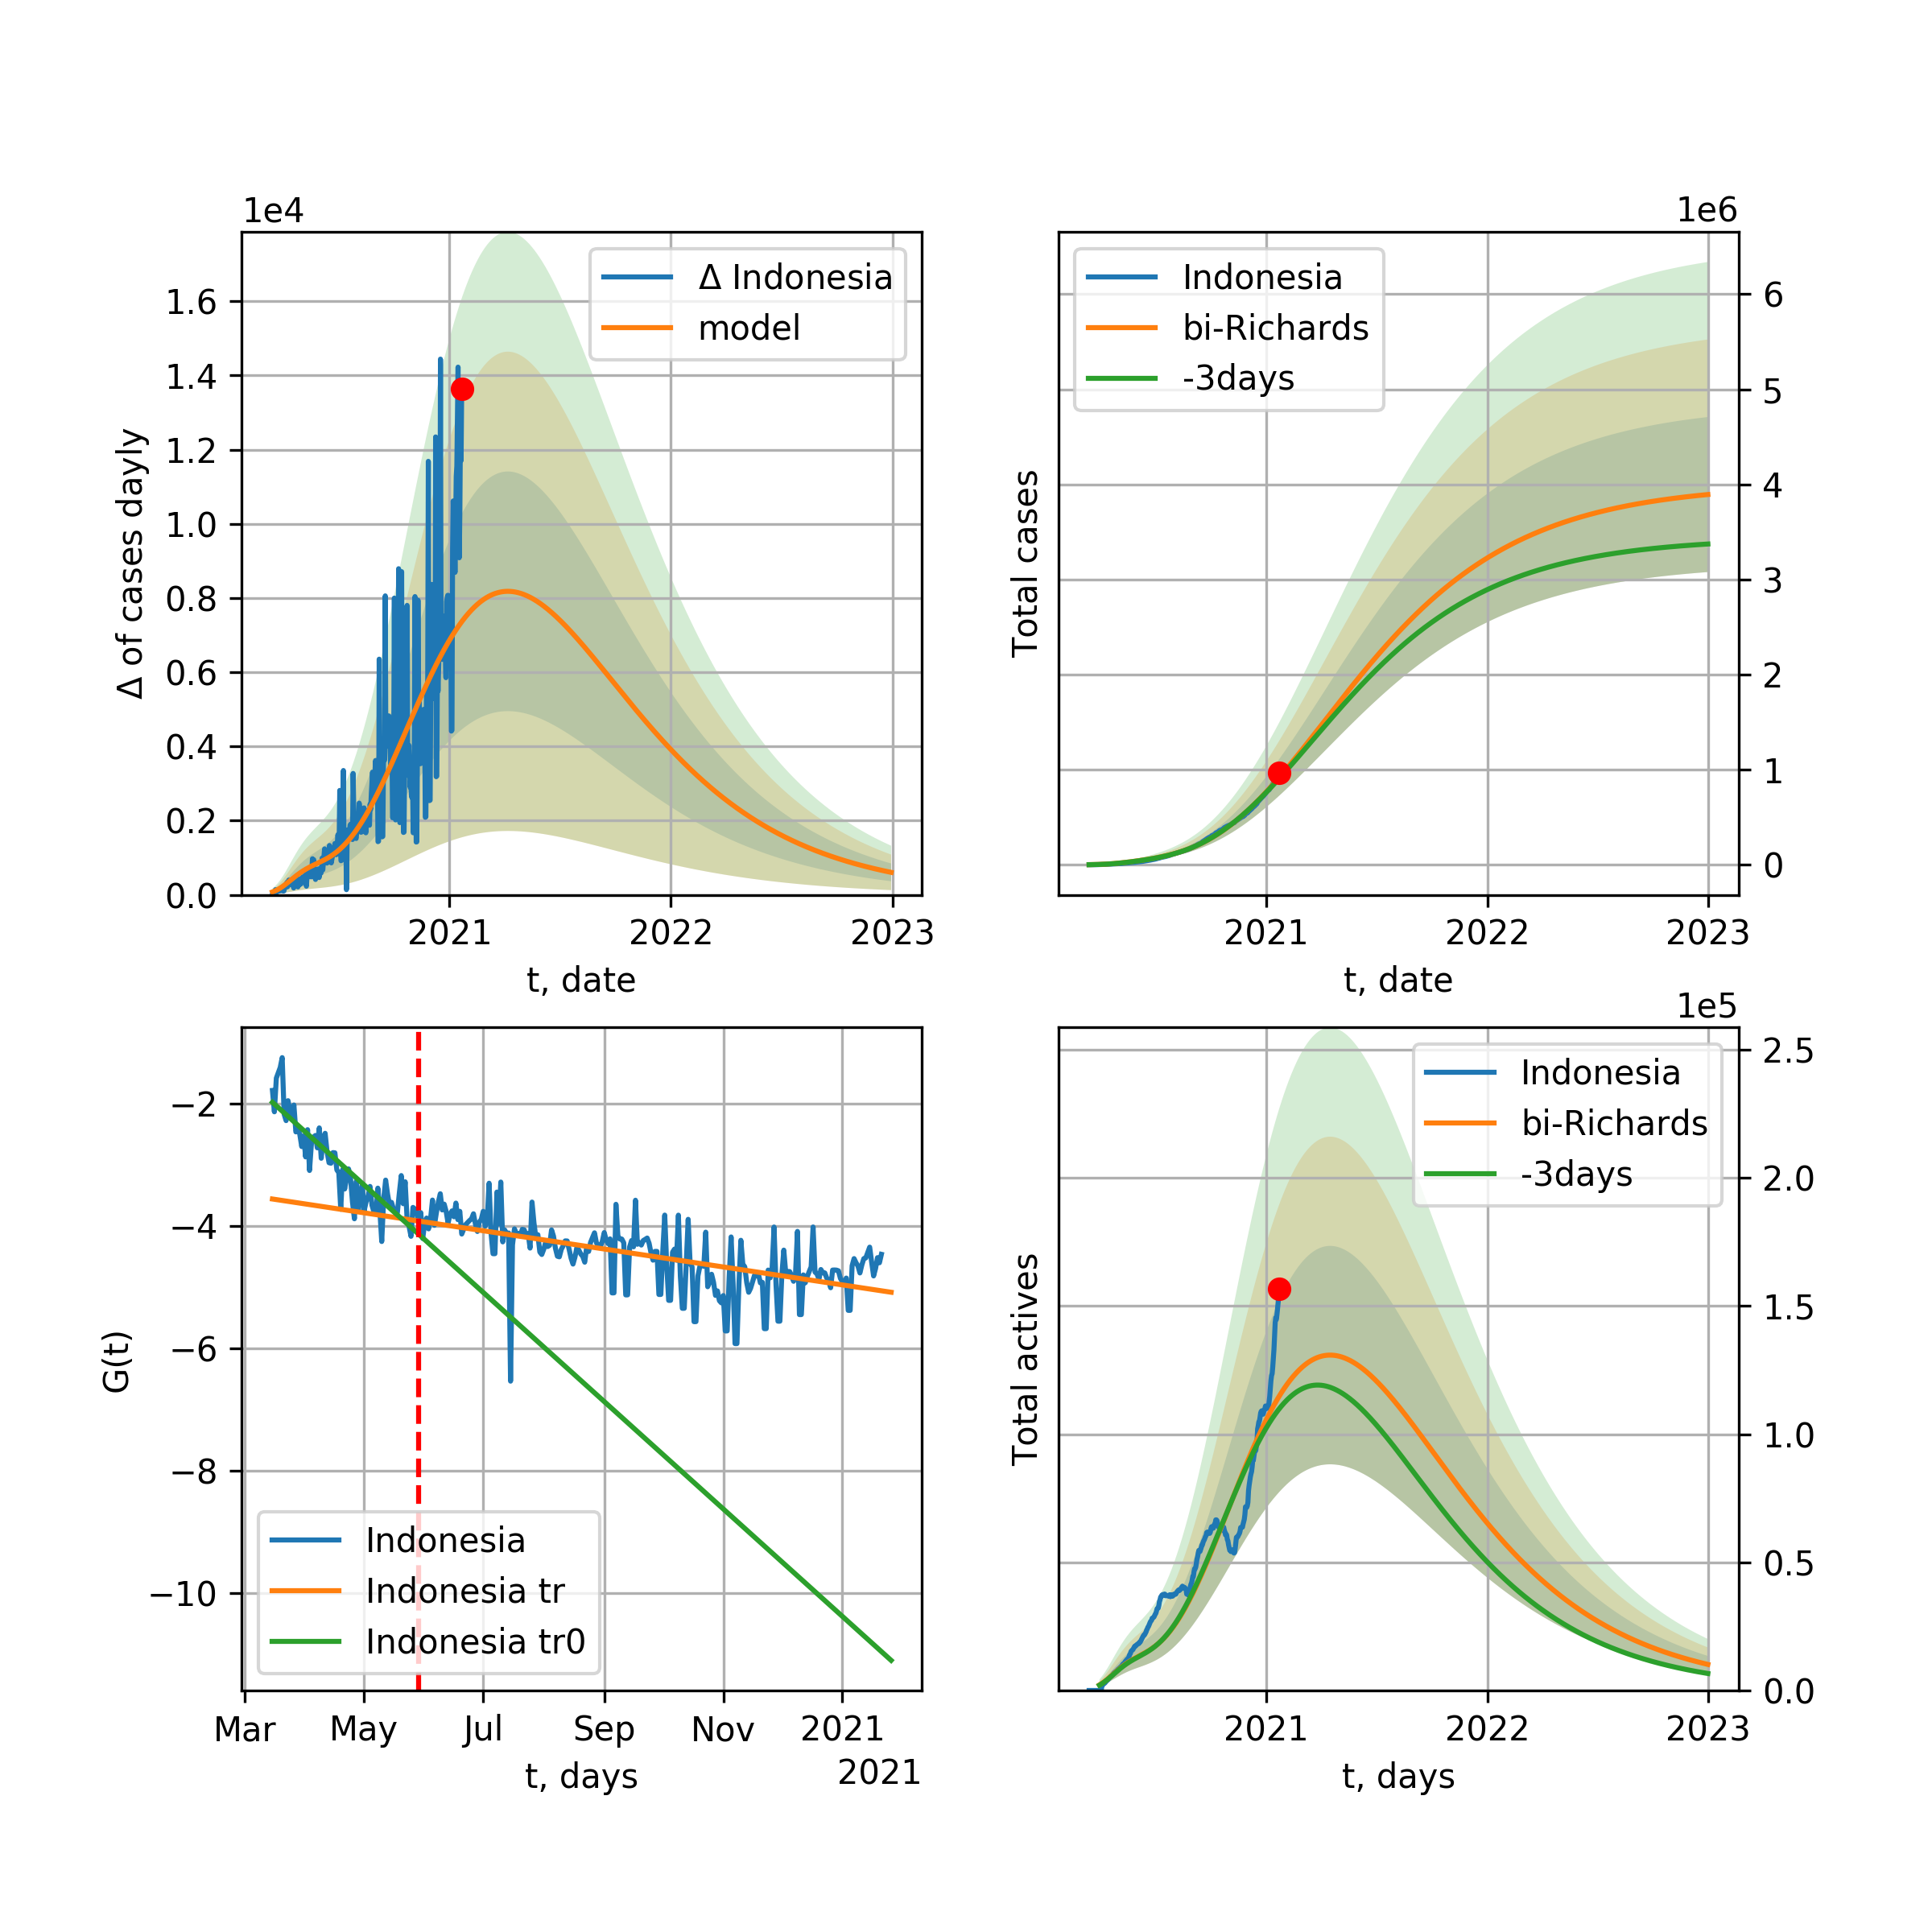 1e4
Δ Indonesia
model
1.6
1.4
1.2
1.0
0.8
0.6
0.4
0.2
0.0
Δ of cases dayly
2021 2022 2023
t, date
1e6
Indonesia
bi-Richards
-3days
6
5
4
3
2
1
0
Total cases
2021 2022 2023
t, date
−2
−4
−6
−8
−10
G(t)
Indonesia
Indonesia tr
Indonesia tr0
Mar May Jul Sep Nov 2021
t, days
2021
1e5
Indonesia
bi-Richards
-3days
2.5
2.0
1.5
1.0
0.5
0.0
Total actives
2021 2022 2023
t, days